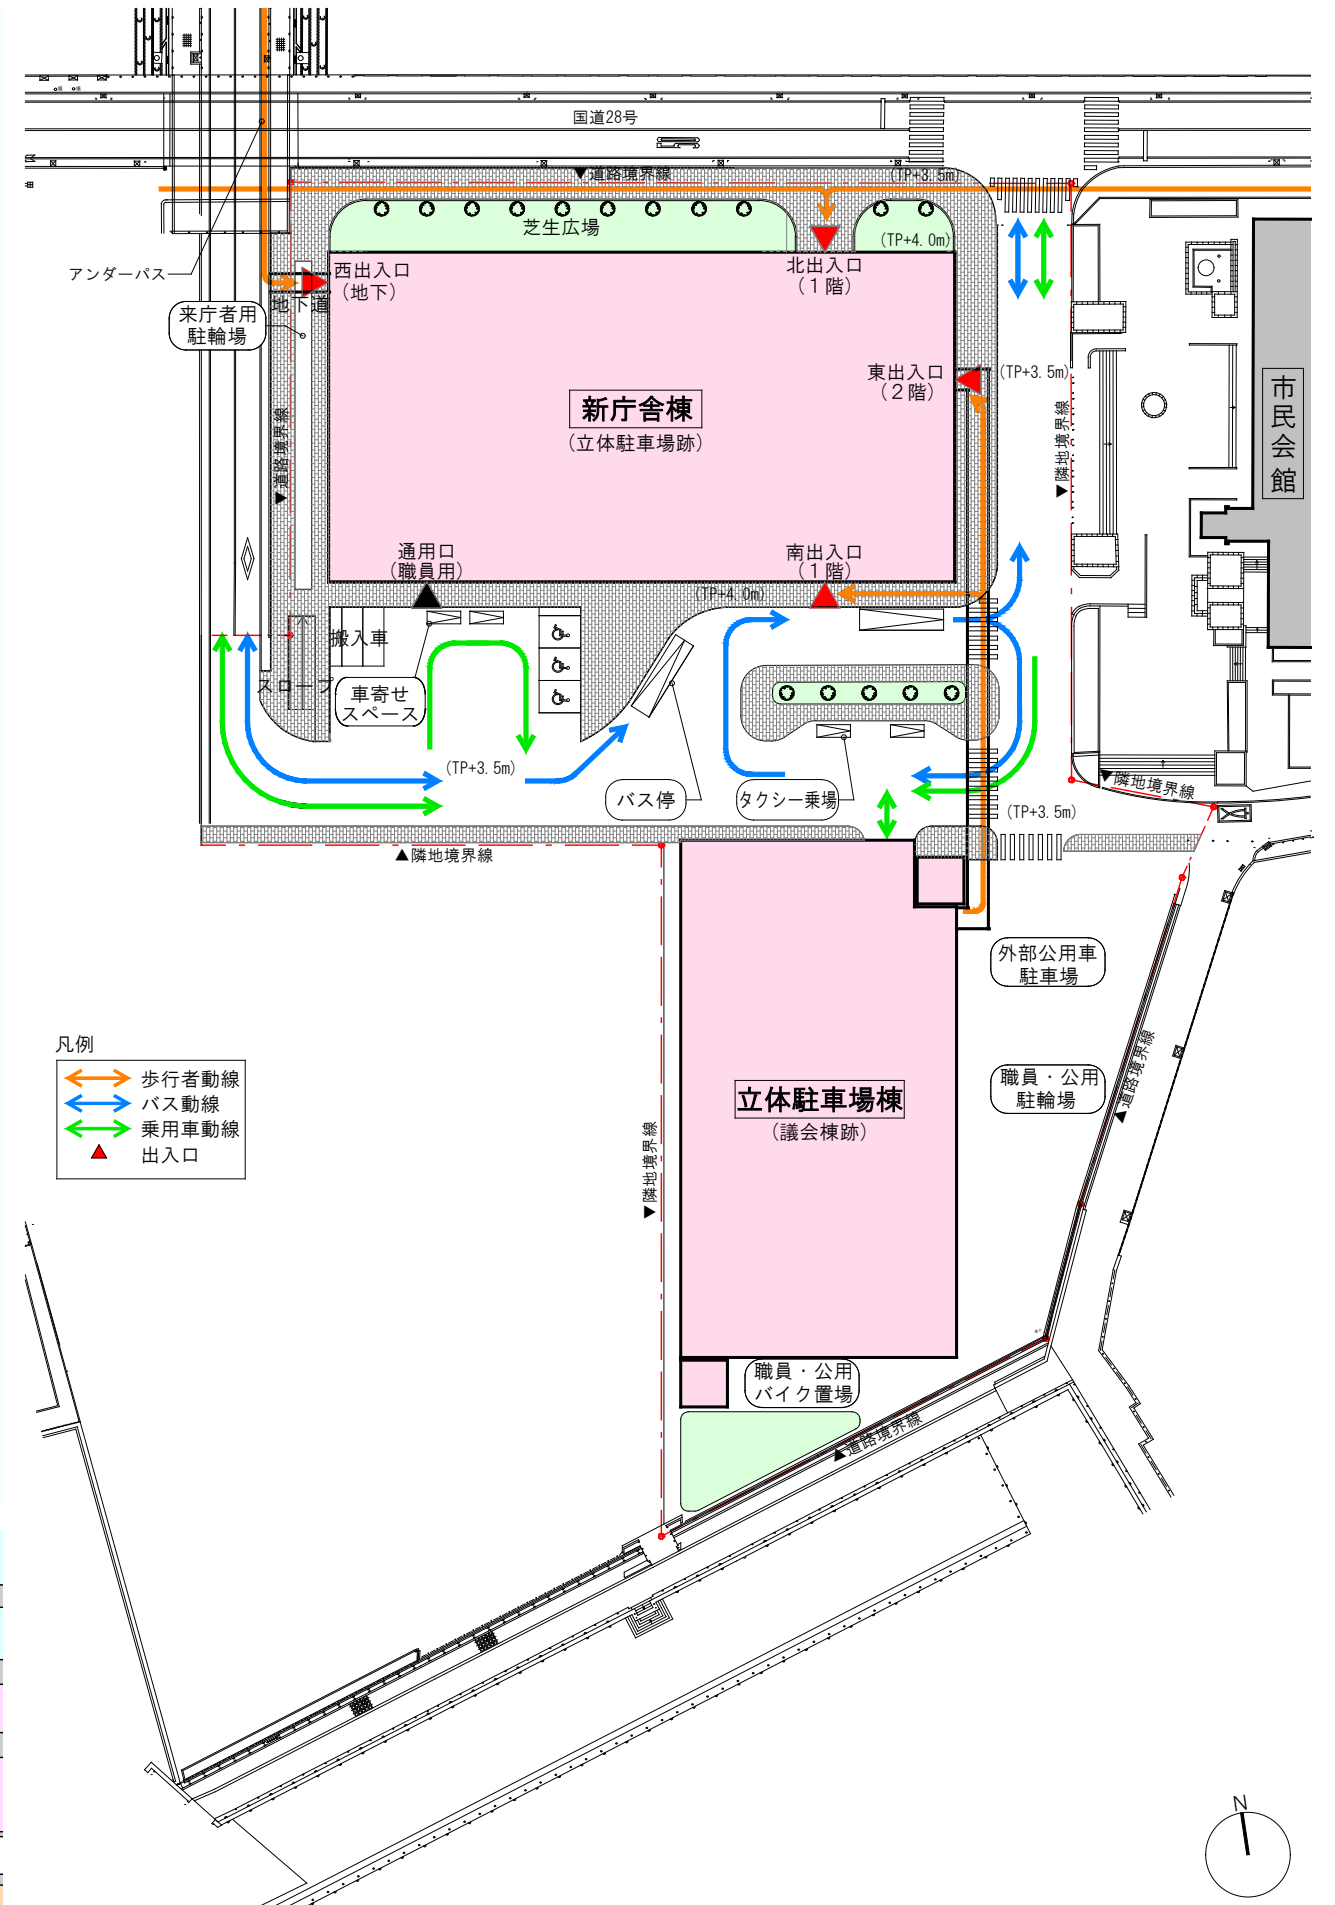 国道28号
▼道路境界線
(TP+3.5m)
芝生広場
(TP+4.0m)
アンダーパス
西出入口
(地下)
北出入口
(1階)
地下道
来庁者用
駐輪場
東出入口
(2階)
(TP+3.5m)
市民会館
新庁舎棟
(立体駐車場跡)
▼道路境界線
▼隣地境界線
通用口
(職員用)
南出入口
(1階)
(TP+4.0m)
搬入車
スロープ
車寄せ
スペース
(TP+3.5m)
バス停
タクシー乗場
▼隣地境界線
(TP+3.5m)
▲隣地境界線
外部公用車
駐車場
凡例
歩行者動線
バス動線
乗用車動線
出入口
職員・公用
駐輪場
▲道路境界線
立体駐車場棟
(議会棟跡)
▼隣地境界線
職員・公用
バイク置場
▲道路境界線
N